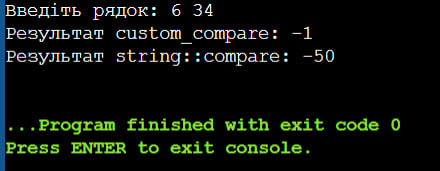 Введіть рядок: 6 34
Результат custom_compare: -1
Результат string::compare: -50
...Program finished with exit code 0
Press ENTER to exit console.